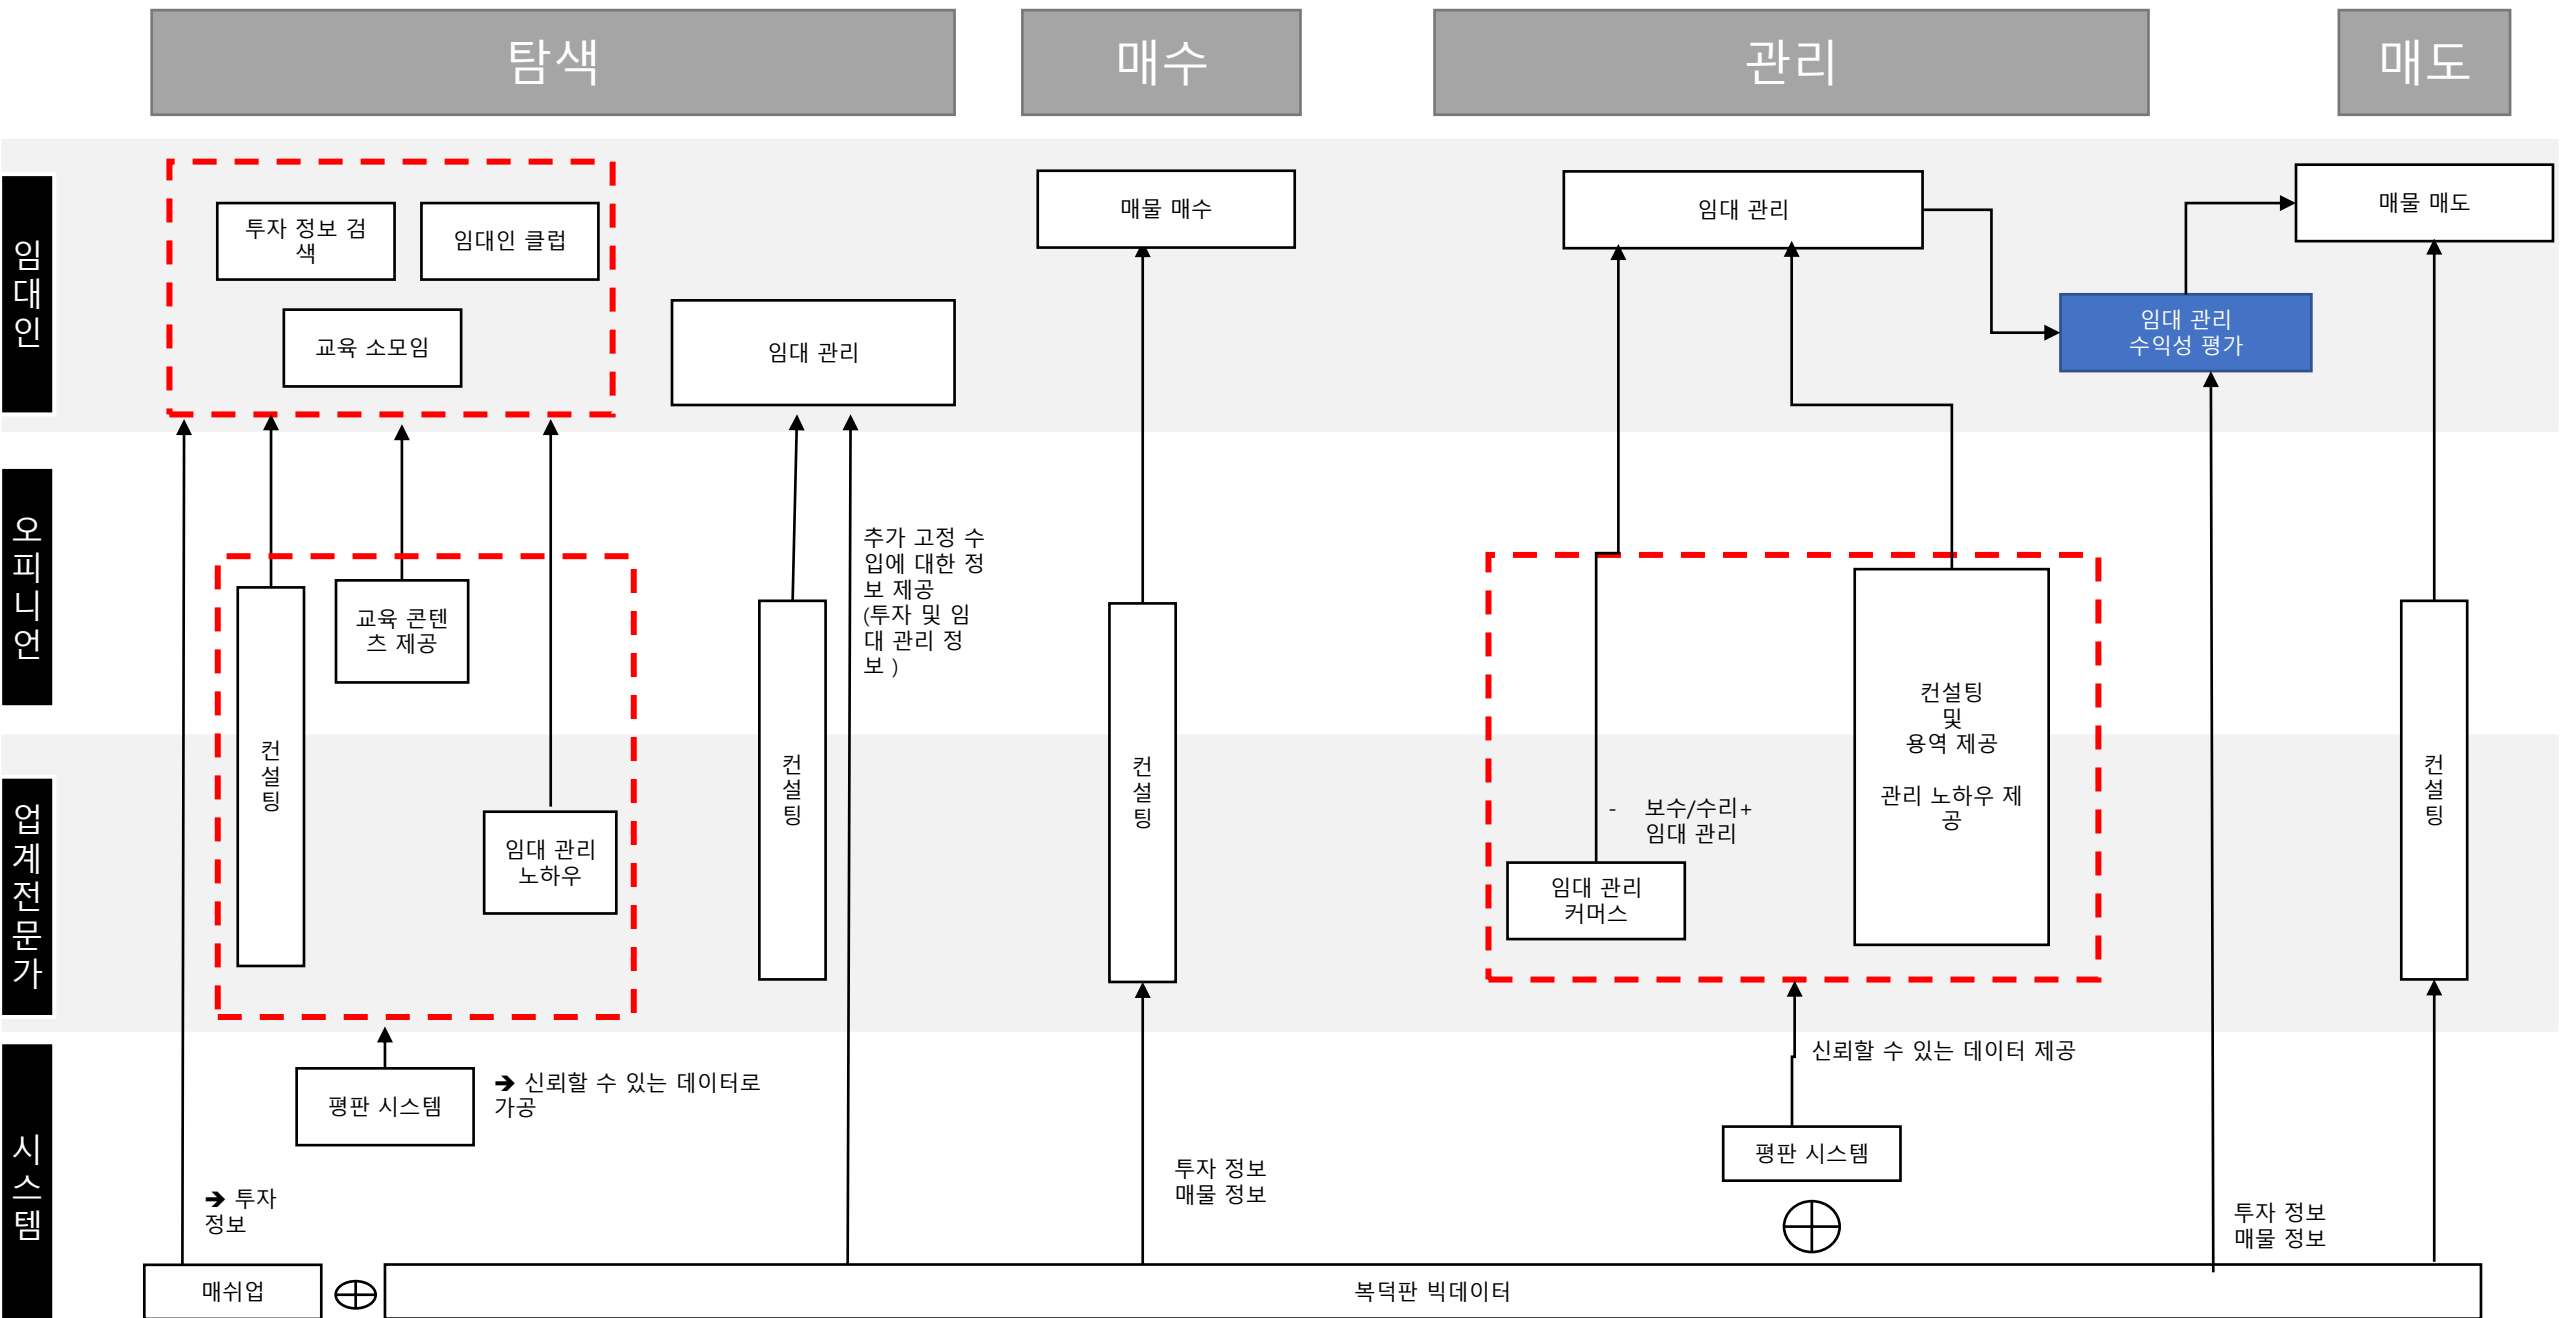 탐색
매수
관리
매도
임
대
인
투자 정보 검
색
임대인 클럽
교육 소모임
임대 관리
매물 매수
임대 관리
임대 관리
수익성 평가
매물 매도
오
피
니
언
컨
설
팅
교육 콘텐
츠 제공
임대 관리
노하우
컨
설
팅
추가 고정 수
입에 대한 정
보 제공
(투자 및 임
대 관리 정
보 )
컨
설
팅
컨설팅
및
용역 제공
관리 노하우 제
공
- 보수/수리+
임대 관리
임대 관리
커머스
컨
설
팅
업
계
전
문
가
시
스
템
평판 시스템
➔ 신뢰할 수 있는 데이터로
가공
신뢰할 수 있는 데이터 제공
평판 시스템
➔ 투자
정보
투자 정보
매물 정보
투자 정보
매물 정보
매쉬업
복덕판 빅데이터